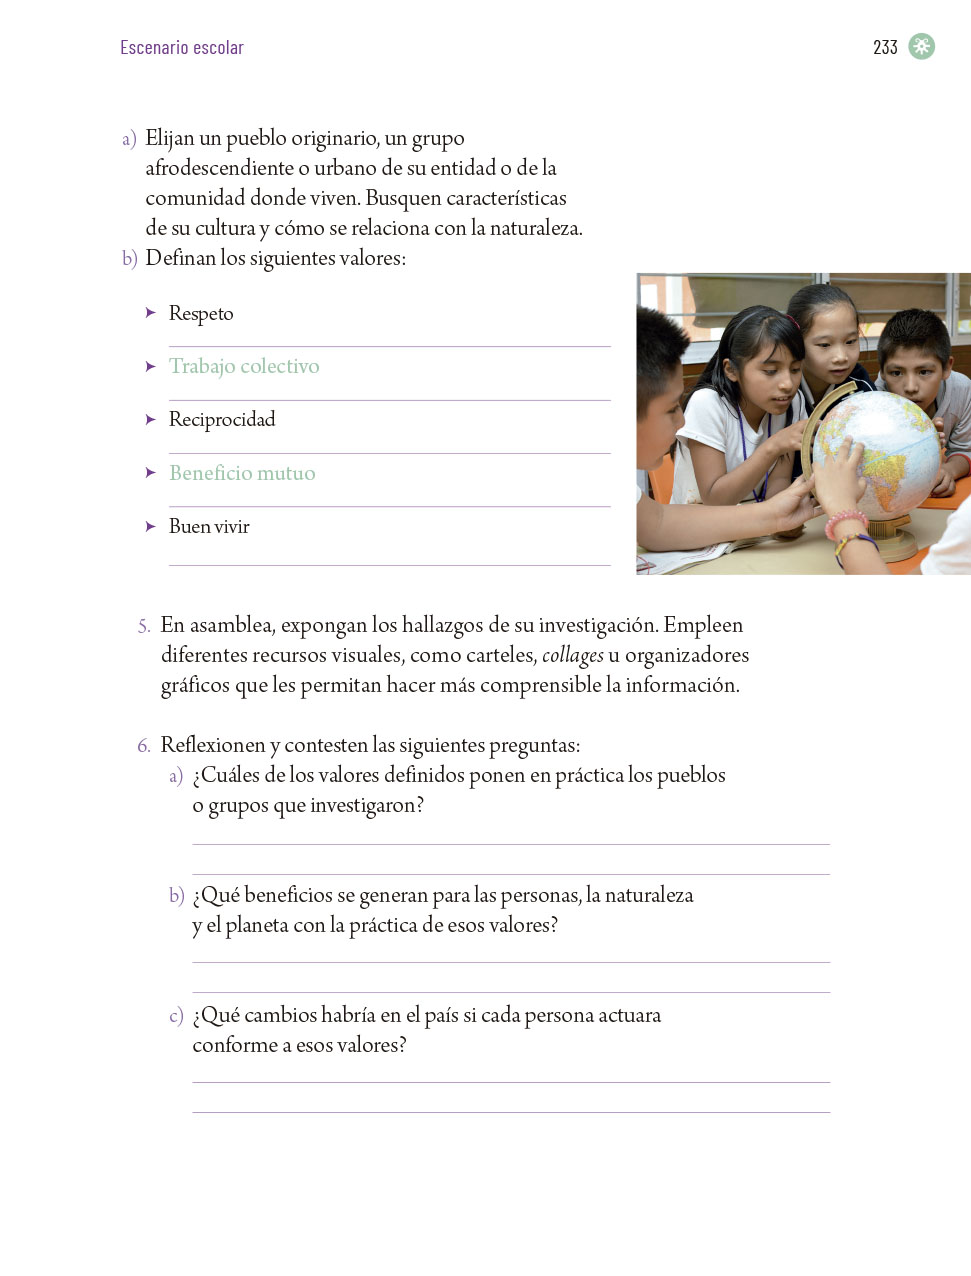 Escenario escolar
233
a) Elijan un pueblo originario, un grupo
afrodescendiente o urbano de su entidad o de la
comunidad donde viven. Busquen características
de su cultura y cómo se relaciona con la naturaleza.
b) Definan los siguientes valores:
➤ Respeto
➤ Trabajo colectivo
➤ Reciprocidad
➤ Beneficio mutuo
➤ Buen vivir
5. En asamblea, expongan los hallazgos de su investigación. Empleen
diferentes recursos visuales, como carteles, collages u organizadores
gráficos que les permitan hacer más comprensible la información.
6. Reflexionen y contesten las siguientes preguntas:
a) ¿Cuáles de los valores definidos ponen en práctica los pueblos
o grupos que investigaron?
b) ¿Qué beneficios se generan para las personas, la naturaleza
y el planeta con la práctica de esos valores?
c) ¿Qué cambios habría en el país si cada persona actuara
conforme a esos valores?